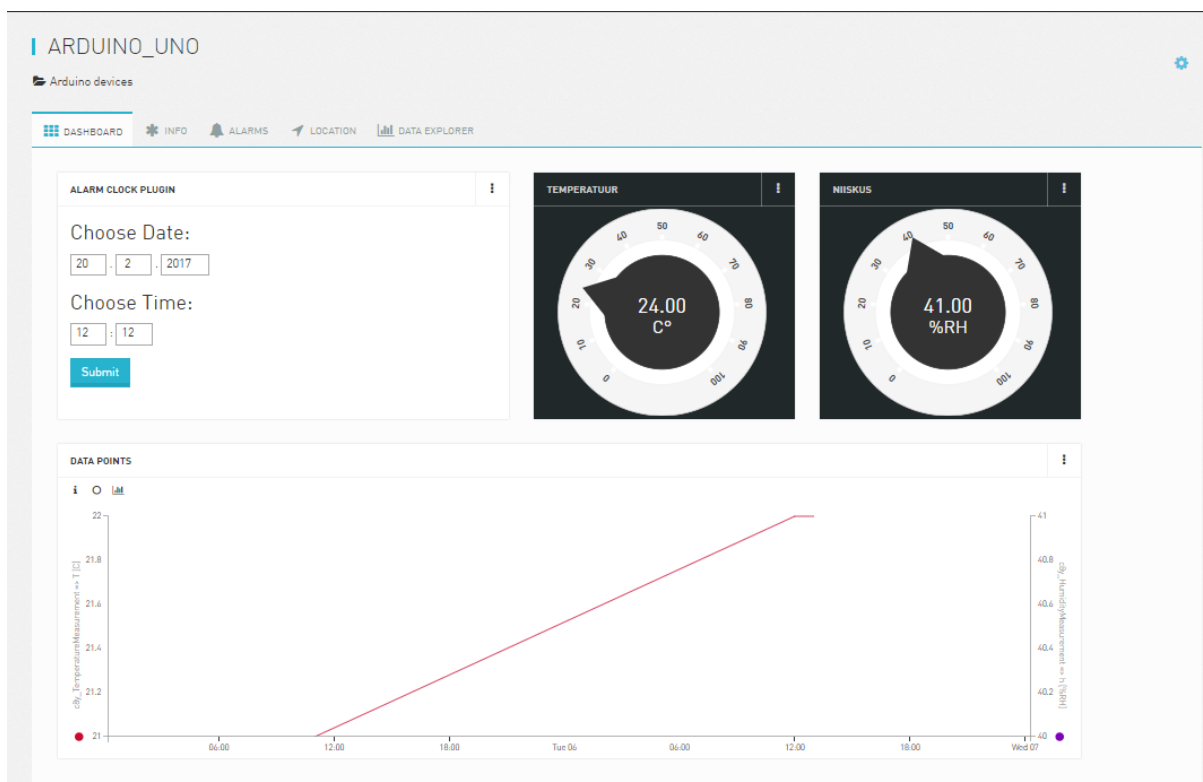 ARDUINO_UNO
Arduino devices
DASHBOARD INFO ALARMS LOCATION DATA EXPLORER
ALARM CLOCK PLUGIN
Choose Date:
20 . 2 . 2017
Choose Time:
12 : 12
Submit
TEMPERATUUR
0 10 20 30 40 50 60 70 80 90 100
24.00
C°
NIISKUS
0 10 20 30 40 50 60 70 80 90 100
41.00
%RH
DATA POINTS
c8y_TemperatureMeasurement => T [C]
22
21.8
21.6
21.4
21.2
21
41
40.8
40.6
40.4
40.2
40
c8y_HumidityMeasurement => h [%RH]
06:00 12:00 18:00 Tue 06 06:00 12:00 18:00 Wed 07